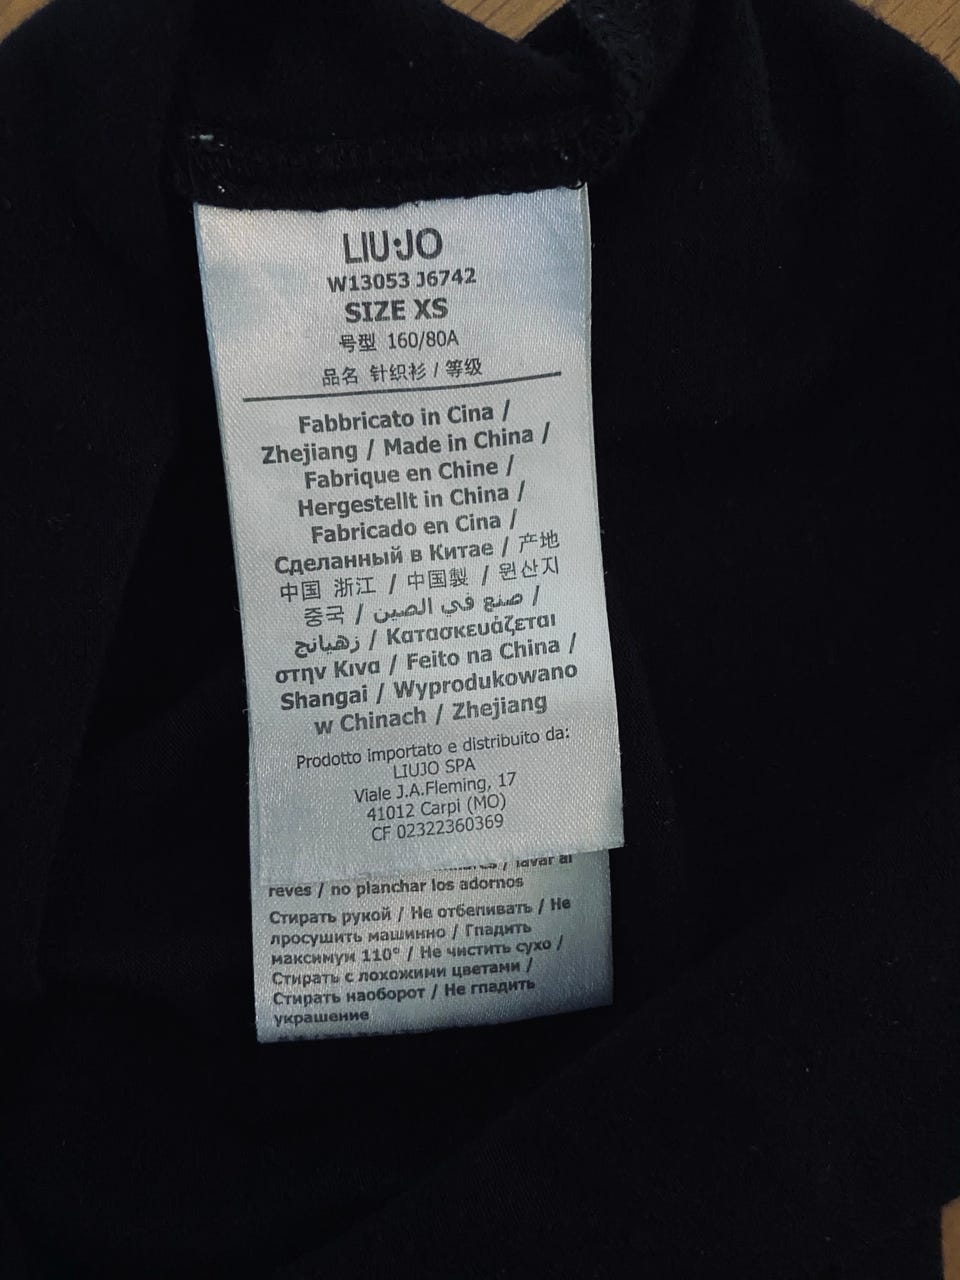 LIU·JO
W13053 J6742
SIZE XS
号型 160/80A
品名 针织衫 / 等级
Fabbricato in Cina /
Zhejiang / Made in China /
Fabrique en Chine /
Hergestellt in China /
Fabricado en Cina /
Сделанный в Китае / 产地
中国 浙江 / 中国製 / 원산지
중국 / صنع في الصين /
زهيانج / Κατασκευάζεται
στην Κινα / Feito na China /
Shangai / Wyprodukowano
w Chinach / Zhejiang
Prodotto importato e distribuito da:
LIUJO SPA
Viale J.A.Fleming, 17
41012 Carpi (MO)
CF 02322360369
/ lavar al
reves / no planchar los adornos
Стирать рукой / Не отбепивать / Не
лросушить машинно / Гпадить
максимум 110° / Не чистить сухо /
Стирать с лохожими цветами /
Стирать наоборот / Не гпадить
украшение